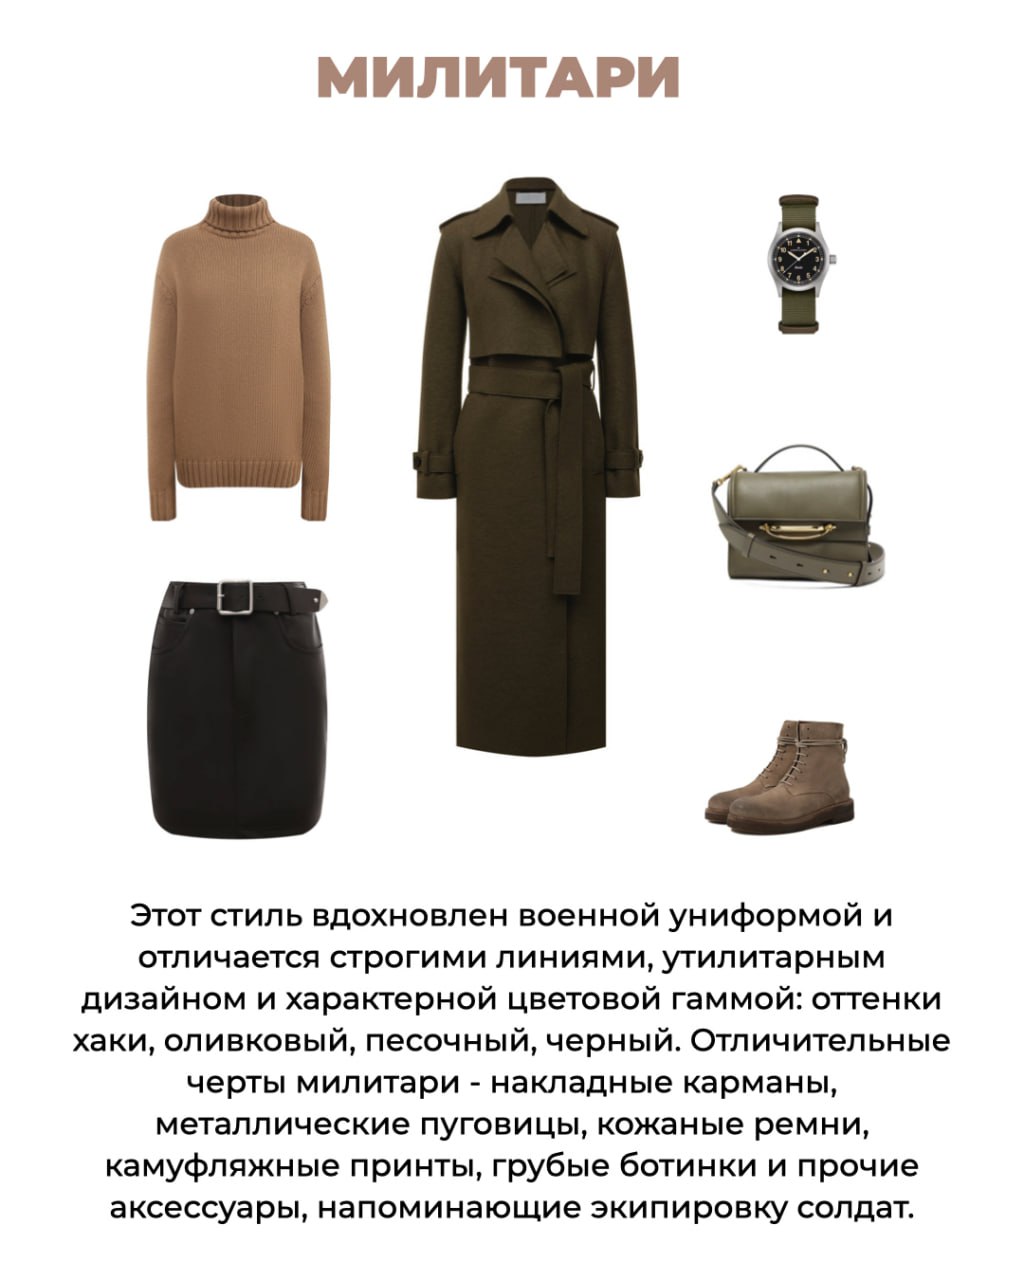 МИЛИТАРИ
Этот стиль вдохновлен военной униформой и
отличается строгими линиями, утилитарным
дизайном и характерной цветовой гаммой: оттенки
хаки, оливковый, песочный, черный. Отличительные
черты милитари - накладные карманы,
металлические пуговицы, кожаные ремни,
камуфляжные принты, грубые ботинки и прочие
аксессуары, напоминающие экипировку солдат.